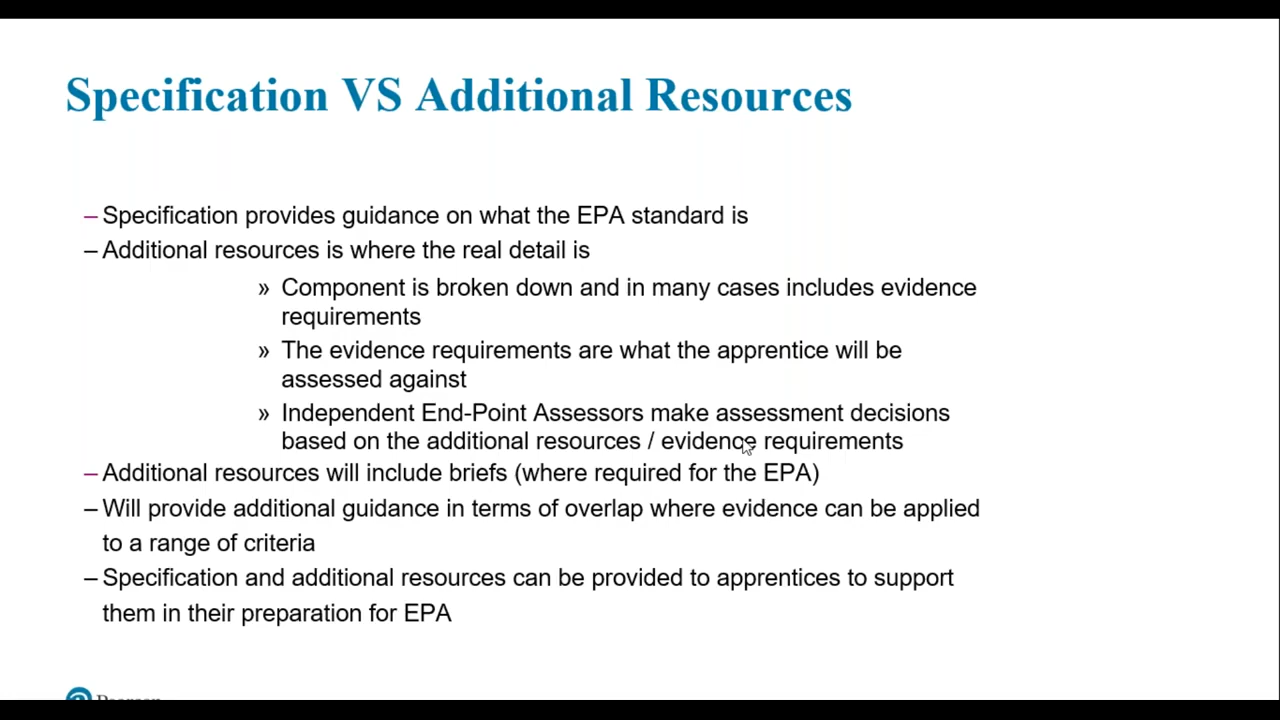 Specification VS Additional Resources
– Specification provides guidance on what the EPA standard is
– Additional resources is where the real detail is
» Component is broken down and in many cases includes evidence
requirements
» The evidence requirements are what the apprentice will be
assessed against
» Independent End-Point Assessors make assessment decisions
based on the additional resources / evidence requirements
– Additional resources will include briefs (where required for the EPA)
– Will provide additional guidance in terms of overlap where evidence can be applied
to a range of criteria
– Specification and additional resources can be provided to apprentices to support
them in their preparation for EPA
Pearson